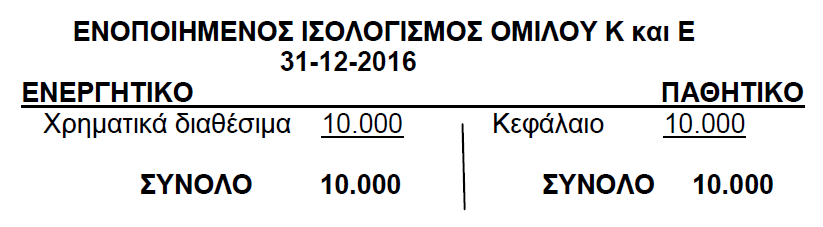 ΕΝΟΠΟΙΗΜΕΝΟΣ ΙΣΟΛΟΓΙΣΜΟΣ ΟΜΙΛΟΥ Κ και Ε
31-12-2016
ΕΝΕΡΓΗΤΙΚΟ ΠΑΘΗΤΙΚΟ
Χρηματικά διαθέσιμα 10.000 Κεφάλαιο 10.000
ΣΥΝΟΛΟ 10.000 ΣΥΝΟΛΟ 10.000